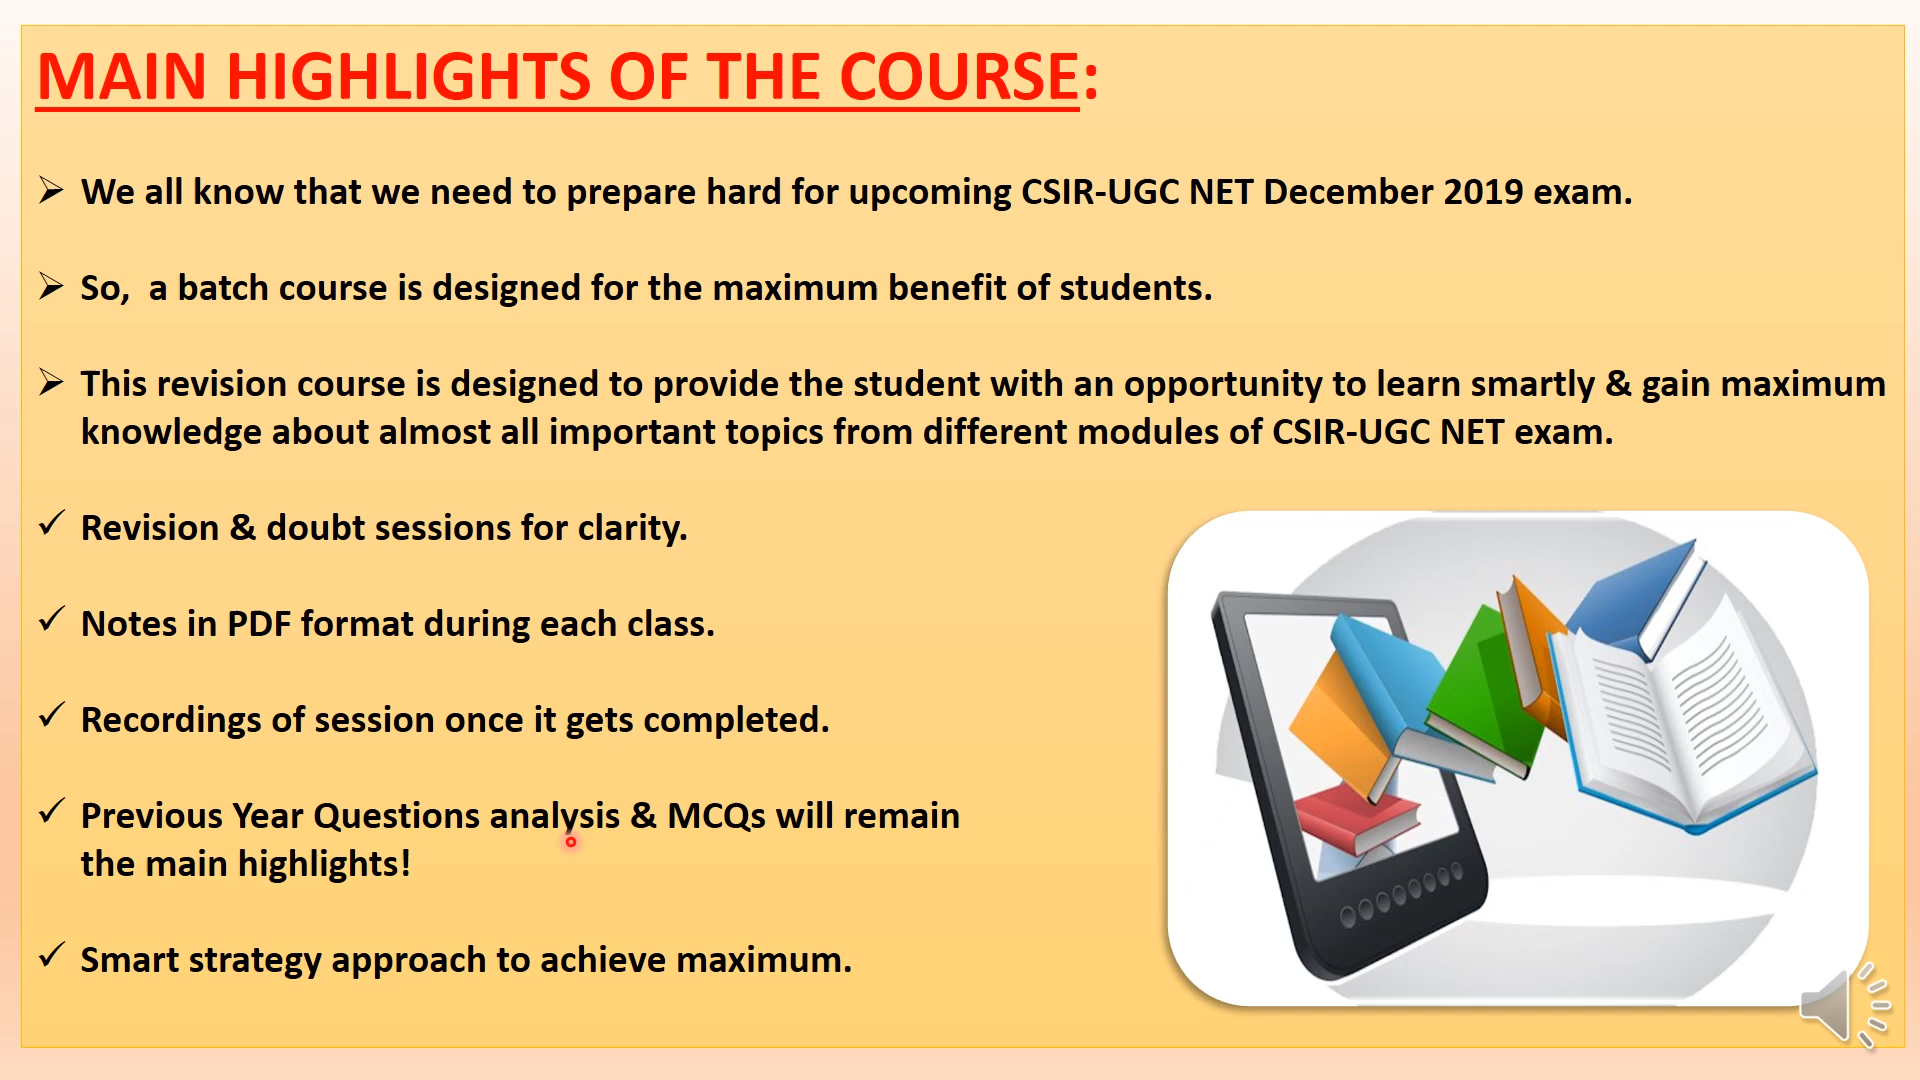 MAIN HIGHLIGHTS OF THE COURSE:
We all know that we need to prepare hard for upcoming CSIR-UGC NET December 2019 exam.
So,  a batch course is designed for the maximum benefit of students.
This revision course is designed to provide the student with an opportunity to learn smartly & gain maximum
knowledge about almost all important topics from different modules of CSIR-UGC NET exam.
Revision & doubt sessions for clarity.
Notes in PDF format during each class.
Recordings of session once it gets completed.
Previous Year Questions analysis & MCQs will remain
the main highlights!
Smart strategy approach to achieve maximum.